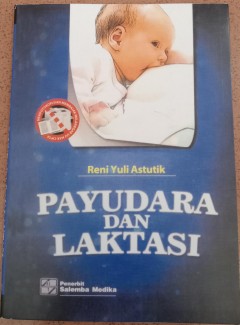 Reni Yuli Astutik
PAYUDARA
DAN
LAKTASI
Penerbit
Salemba Medika